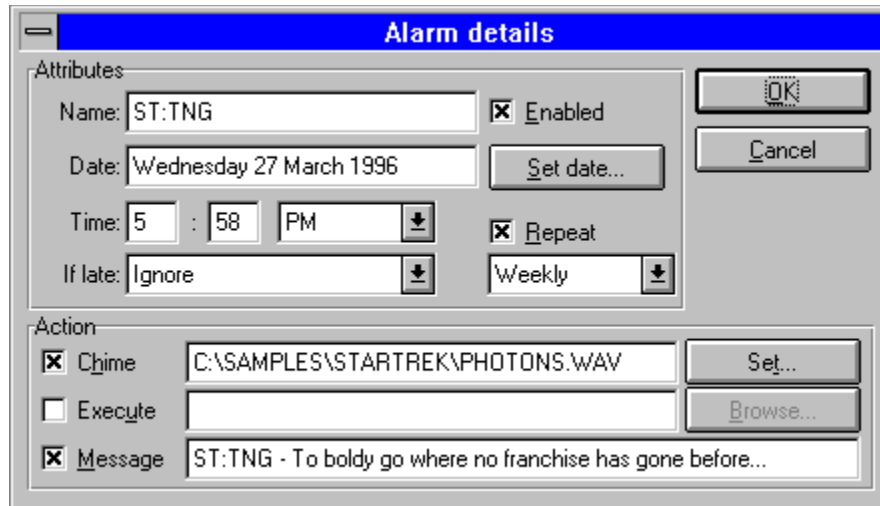 Alarm details
Attributes
Name: ST:TNG
Enabled
OK
Date: Wednesday 27 March 1996
Set date...
Cancel
Time: 5 : 58 PM
Repeat
If late: Ignore
Weekly
Action
Chime C:\SAMPLES\STARTREK\PHOTONS.WAV Set...
Execute Browse...
Message ST:TNG - To boldy go where no franchise has gone before...